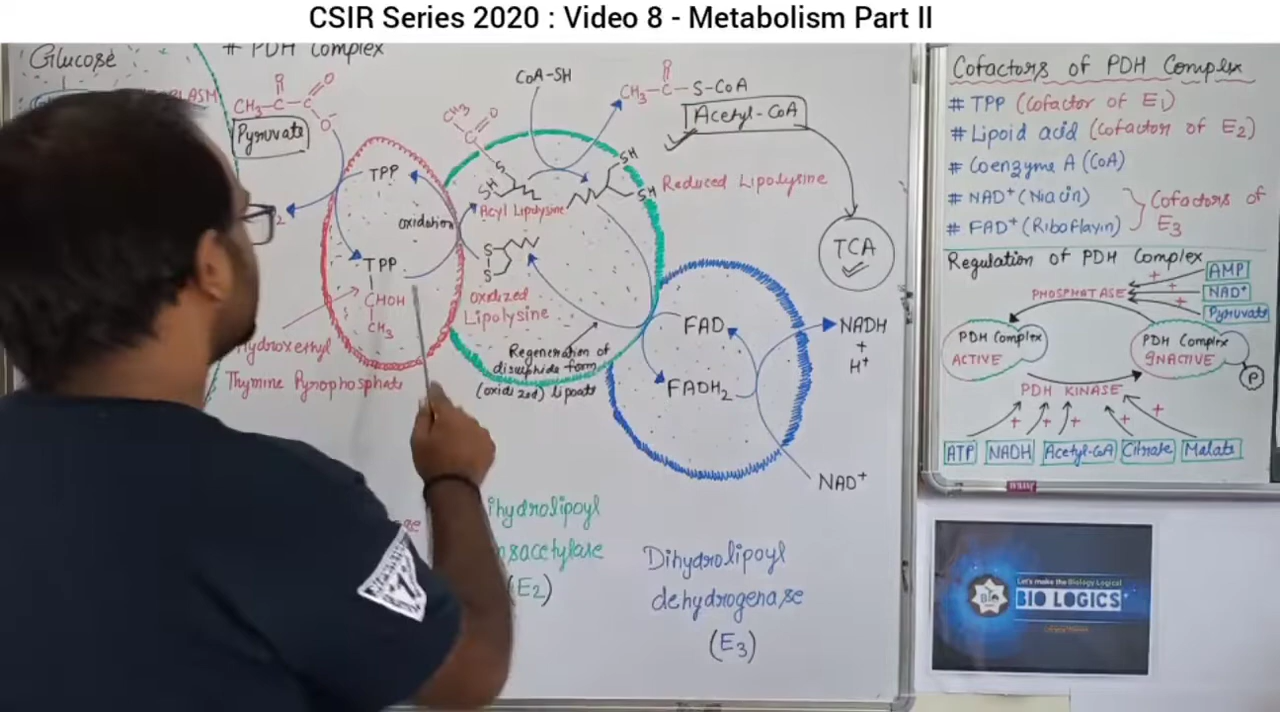 CSIR Series 2020 : Video 8 - Metabolism Part II
Glucose
# PDH Complex
CH₃-C-C
O
O
O⁻
Pyruvate
TPP
TPP
CHOH
CH₃
Hydroxethyl
Thymine Pyrophosphate
oxidation
CH₃
C
O
S
SH
Acyl Lipolysine
S
S
oxidized
Lipolysine
CoA-SH
SH
SH
Reduced Lipolysine
Regeneration of
disulphide form
(oxidized) lipoate
O
CH₃-C-S-CoA
Acetyl-CoA
TCA
FAD
FADH₂
NADH
+
H⁺
NAD⁺
(E₂)
Dihydrolipoyl
dehydrogenase
(E₃)
Cofactors of PDH Complex
# TPP (Cofactor of E₁)
# Lipoid acid (cofactor of E₂)
# Coenzyme A (CoA)
# NAD⁺ (Niacin)
# FAD⁺ (Riboflavin)
Cofactors of
E₃
Regulation of PDH Complex
AMP
NAD⁺
Pyruvate
+
+
+
PHOSPHATASE
PDH Complex
ACTIVE
PDH Complex
INACTIVE
P
PDH KINASE
+
+
+
+
+
ATP
NADH
Acetyl-CoA
Citrate
Malate
Let's make the Biology Logical
BIO
BIO LOGICS